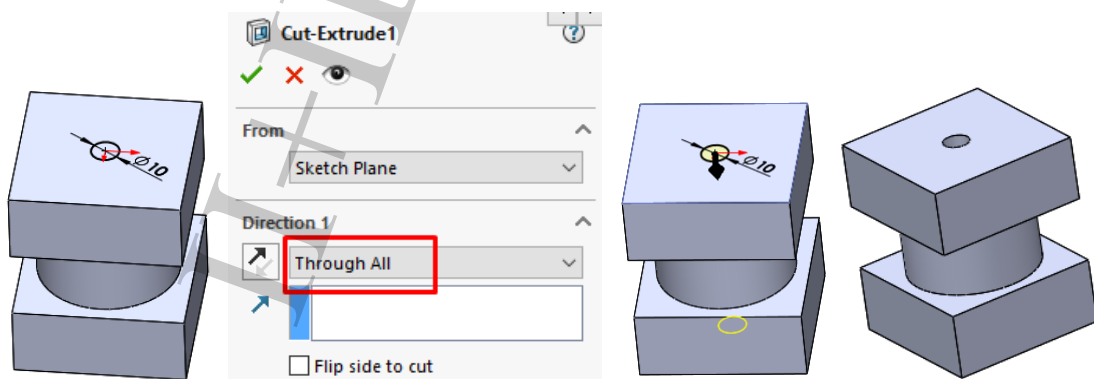 Ø10
Cut-Extrude1
From
Sketch Plane
Direction 1
Through All
Flip side to cut
Ø10